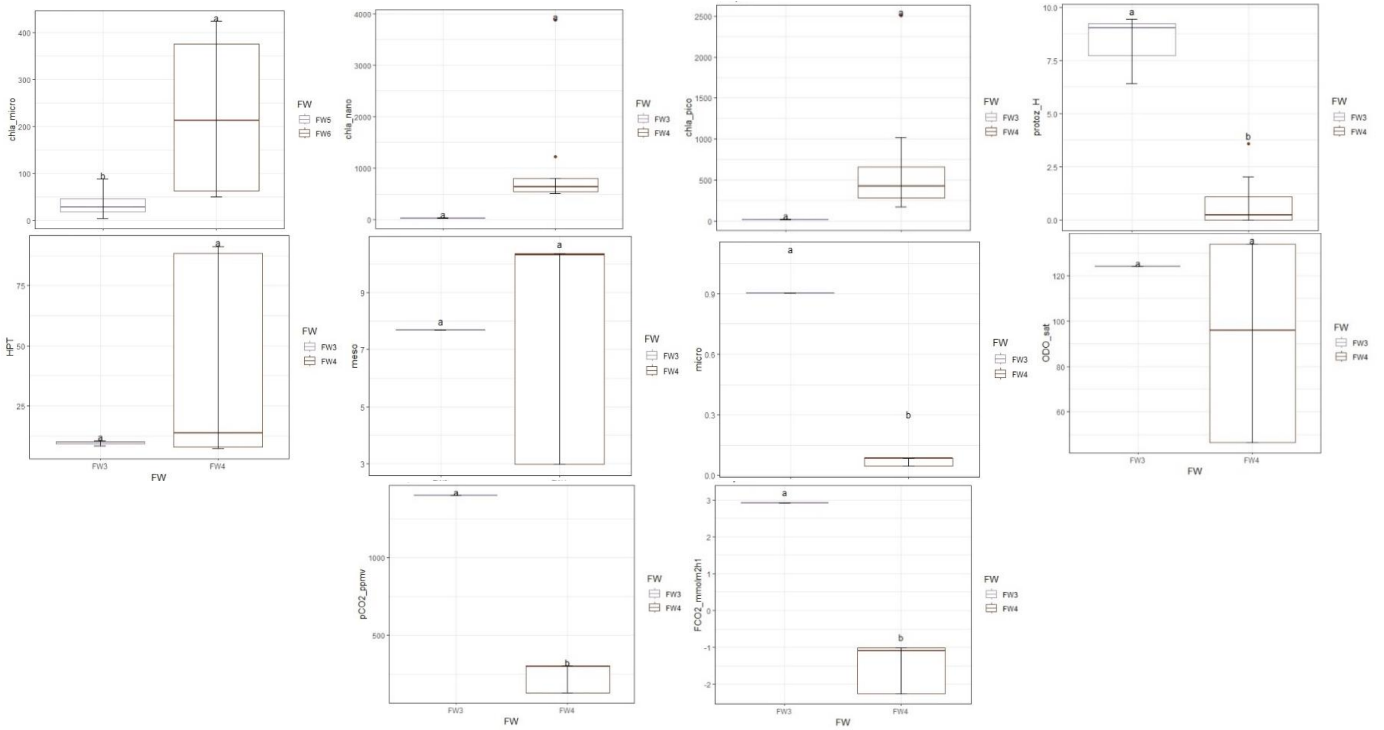 a
400
300
200
100
0
chla_micro
b
FW
FW5
FW6
a
4000
3000
2000
1000
0
chla_nano
a
FW
FW3
FW4
a
2500
2000
1500
1000
500
0
chla_pico
a
FW
FW3
FW4
a
10.0
7.5
5.0
2.5
0.0
protoz_H
b
FW
FW3
FW4
a
75
50
25
HPT
a
FW
FW3
FW4
FW3
FW4
FW
a
9
7
5
3
meso
a
FW
FW3
FW4
a
0.9
0.6
0.3
0.0
micro
b
FW
FW3
FW4
a
120
100
80
60
ODO_sat
a
FW
FW3
FW4
FW3
FW4
FW
a
1000
500
pCO2_ppmv
b
FW
FW3
FW4
FW3
FW4
a
3
2
1
0
-1
-2
FCO2_mmolm2h1
b
FW
FW3
FW4
FW3
FW4
FW